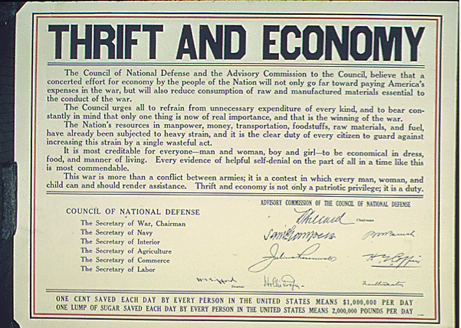 THRIFT AND ECONOMY
The Council of National Defense and the Advisory Commission to the Council, believe that a
concerted effort for economy by the people of the Nation will not only go far toward paying America's
expenses in the war, but will also reduce consumption of raw and manufactured materials essential to
the conduct of the war.
The Council urges all to refrain from unnecessary expenditure of every kind, and to bear con-
stantly in mind that only one thing is now of real importance, and that is the winning of the war.
The Nation's resources in manpower, money, transportation, foodstuffs, raw materials, and fuel,
have already been subjected to heavy strain, and it is the clear duty of every citizen to guard against
increasing this strain by a single wasteful act.
It is most creditable for everyone—man and woman, boy and girl—to be economical in dress,
food, and manner of living. Every evidence of helpful self-denial on the part of all in a time like this
is most commendable.
This war is more than a conflict between armies; it is a contest in which every man, woman, and
child can and should render assistance. Thrift and economy is not only a patriotic privilege; it is a duty.
COUNCIL OF NATIONAL DEFENSE
The Secretary of War, Chairman
The Secretary of Navy
The Secretary of Interior
The Secretary of Agriculture
The Secretary of Commerce
The Secretary of Labor
ADVISORY COMMISSION OF THE COUNCIL OF NATIONAL DEFENSE
Chairman
Saml Gompers
Director
ONE CENT SAVED EACH DAY BY EVERY PERSON IN THE UNITED STATES MEANS $1,000,000 PER DAY
ONE LUMP OF SUGAR SAVED EACH DAY BY EVERY PERSON IN THE UNITED STATES MEANS 2,000,000 POUNDS PER DAY